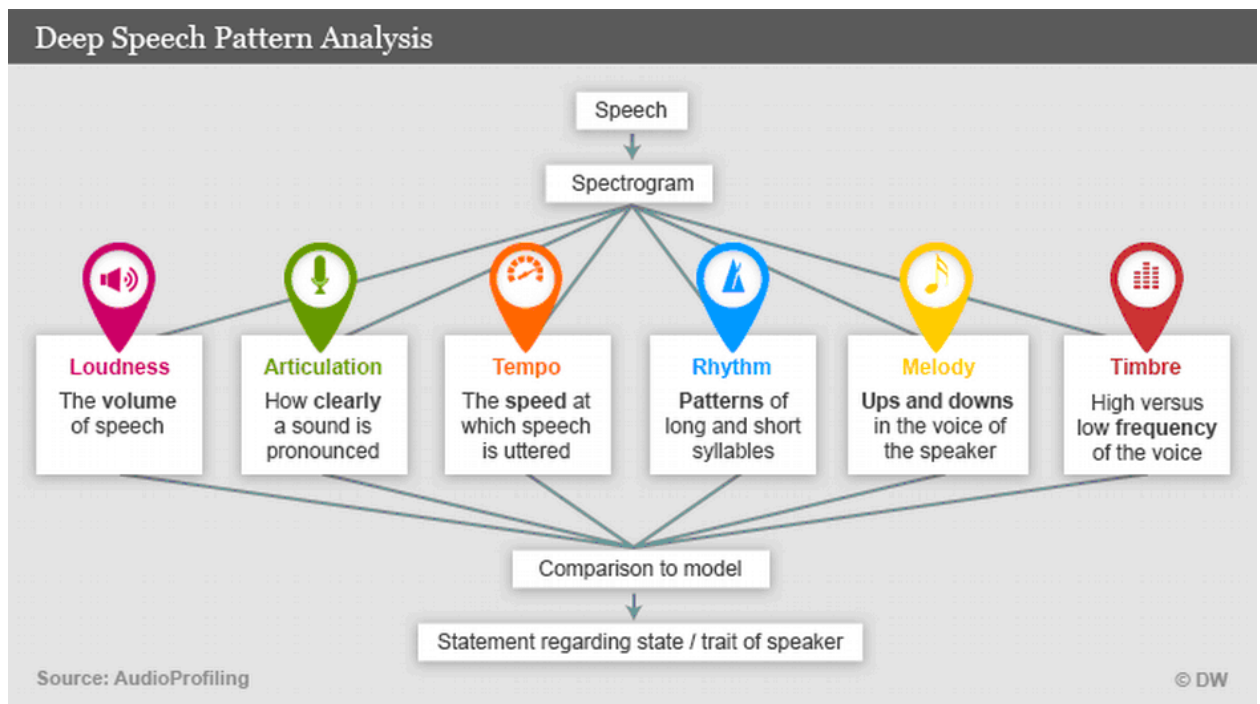 Deep Speech Pattern Analysis
Speech
Spectrogram
Loudness
The volume
of speech
Articulation
How clearly
a sound is
pronounced
Tempo
The speed at
which speech
is uttered
Rhythm
Patterns of
long and short
syllables
Melody
Ups and downs
in the voice of
the speaker
Timbre
High versus
low frequency
of the voice
Comparison to model
Statement regarding state / trait of speaker
Source: AudioProfiling
© DW